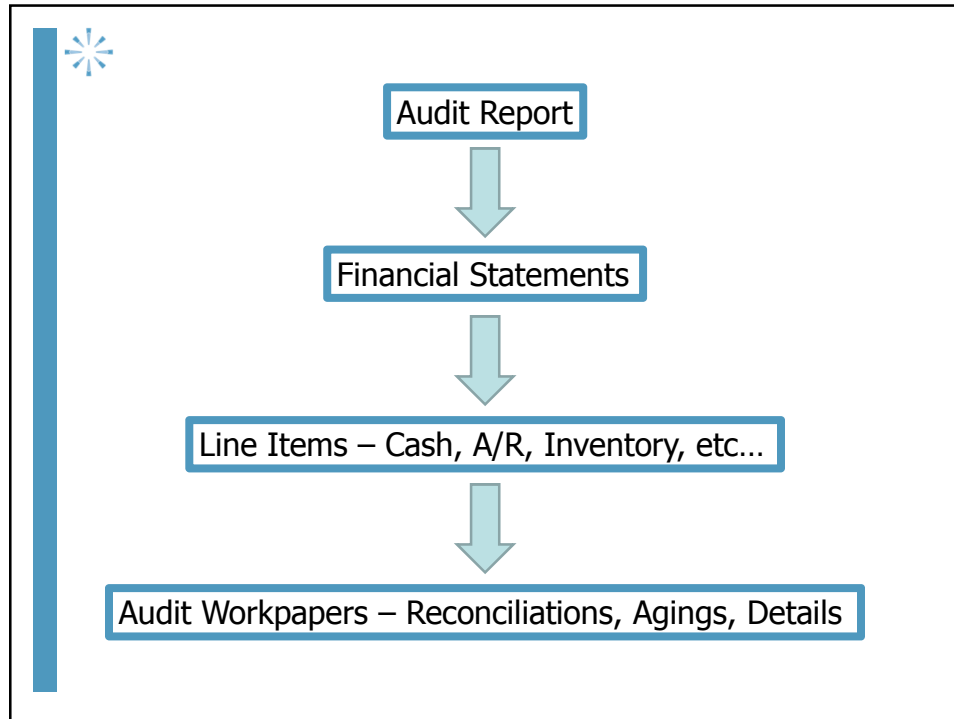 Audit Report
Financial Statements
Line Items – Cash, A/R, Inventory, etc…
Audit Workpapers – Reconciliations, Agings, Details